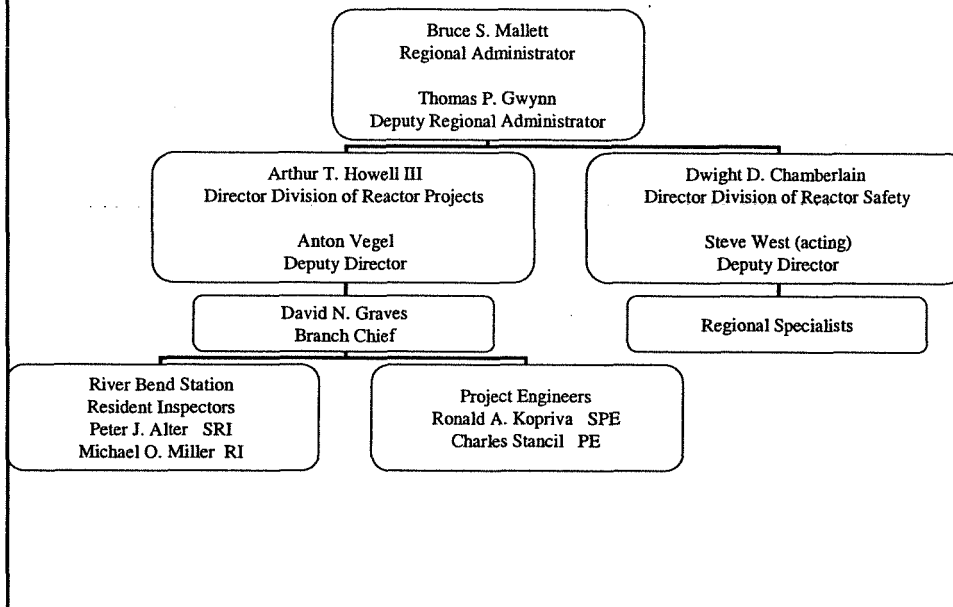 Bruce S. Mallett
Regional Administrator
Thomas P. Gwynn
Deputy Regional Administrator
Arthur T. Howell III
Director Division of Reactor Projects
Anton Vegel
Deputy Director
Dwight D. Chamberlain
Director Division of Reactor Safety
Steve West (acting)
Deputy Director
David N. Graves
Branch Chief
Regional Specialists
River Bend Station
Resident Inspectors
Peter J. Alter SRI
Michael O. Miller RI
Project Engineers
Ronald A. Kopriva SPE
Charles Stancil PE